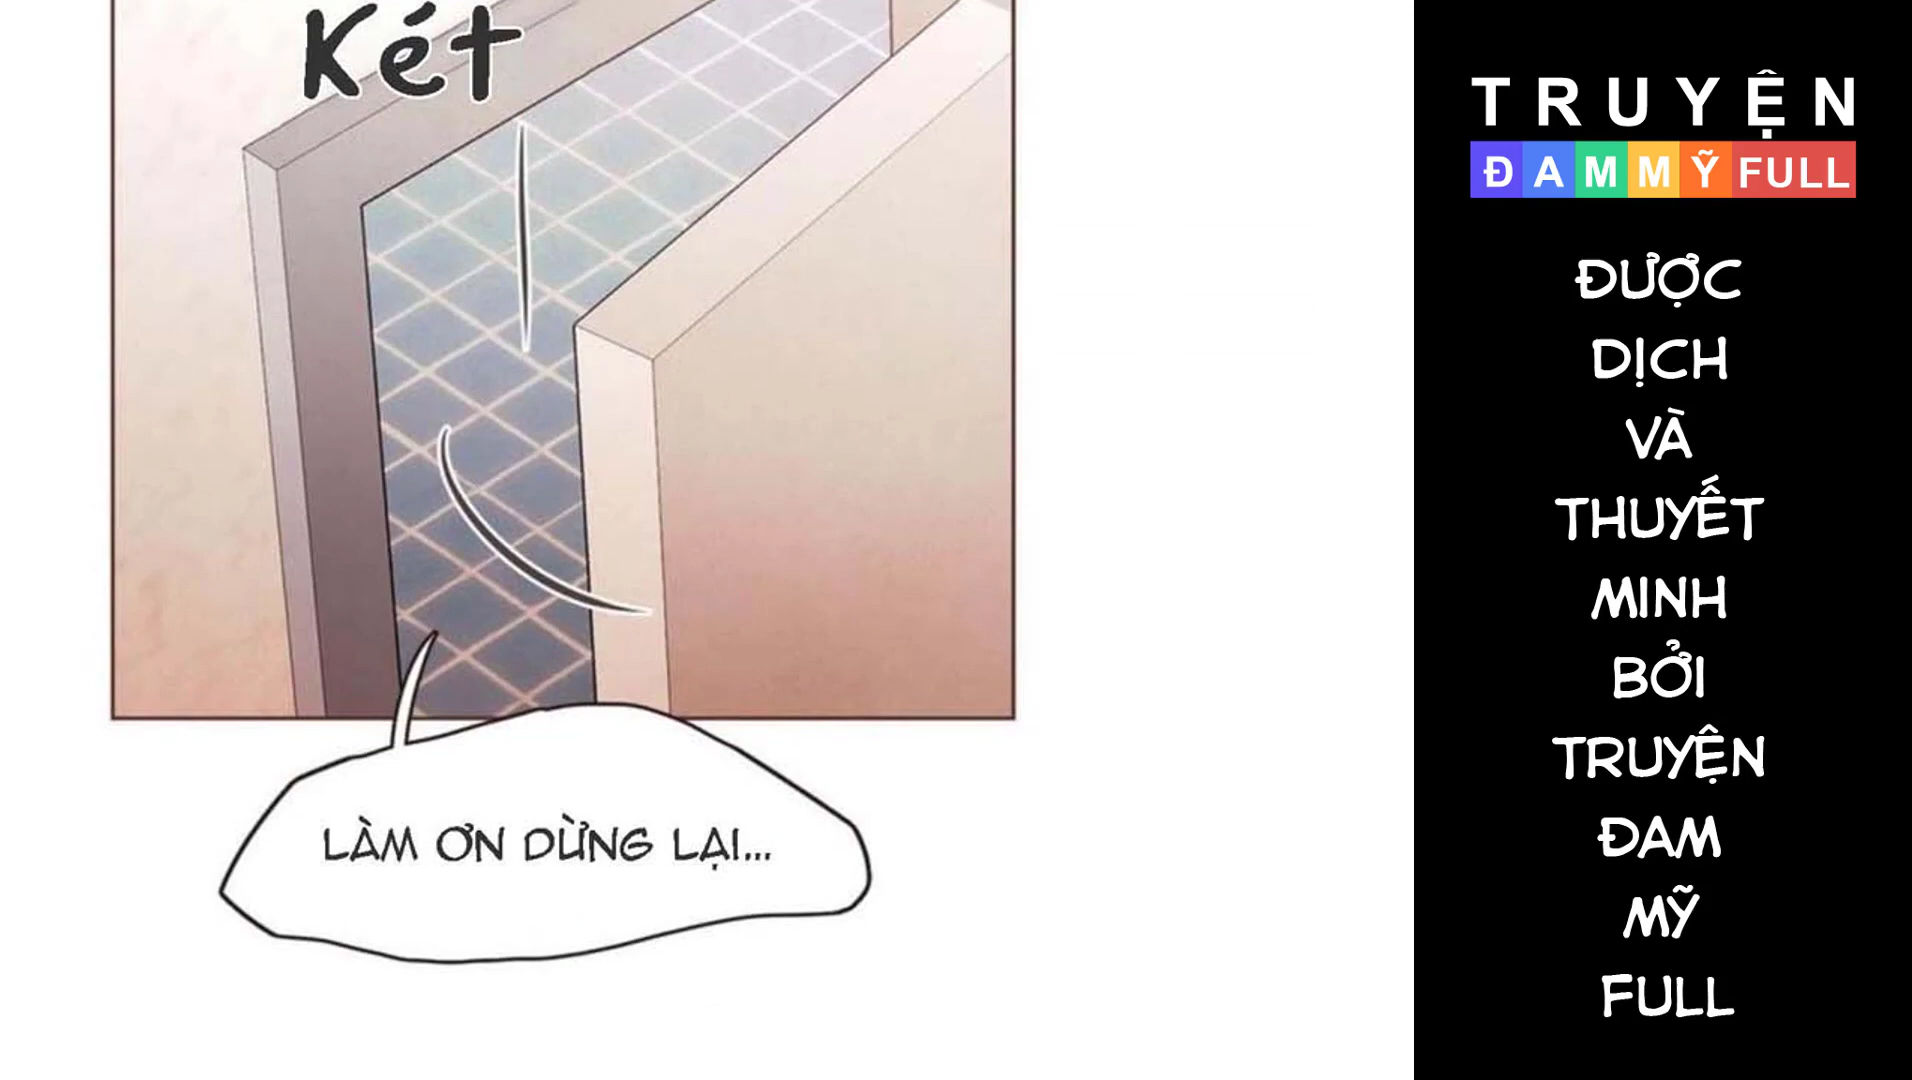 Két
LÀM ƠN DỪNG LẠI...
TRUYỆN
ĐAMMỸFULL
ĐƯỢC
DỊCH
VÀ
THUYẾT
MINH
BỞI
TRUYỆN
ĐAM
MỸ
FULL